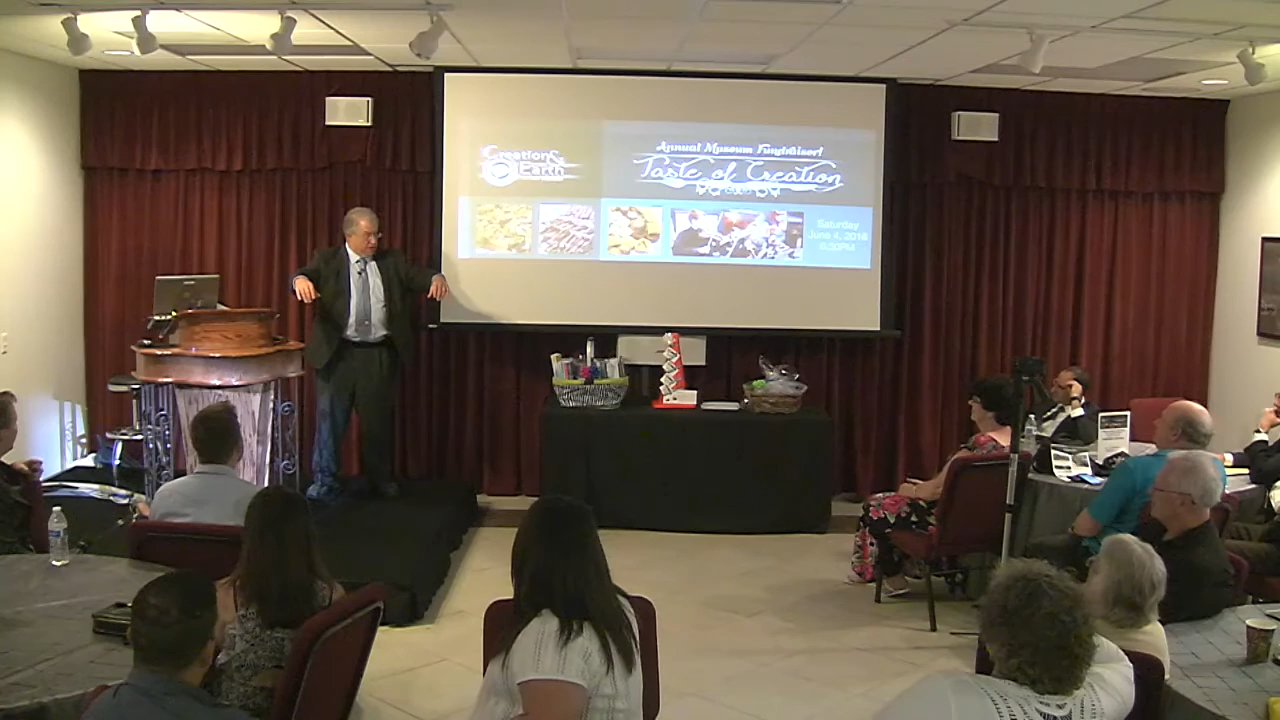 Creation &
Earth
Annual Museum Fundraiser!
Taste of Creation
Saturday
June 4, 2016
6:30PM